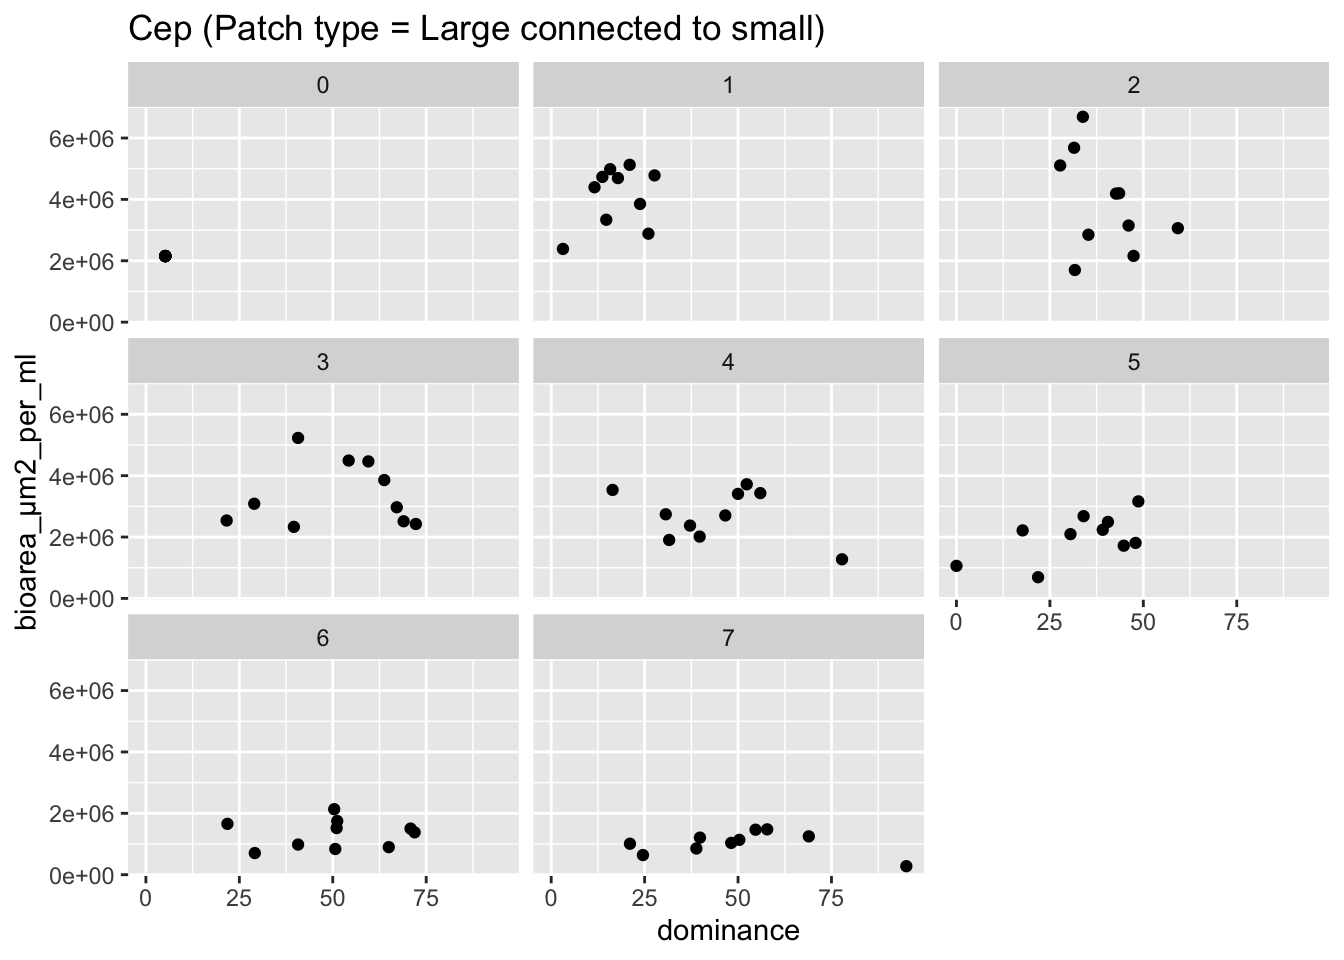 Cep (Patch type = Large connected to small)
0 1 2
6e+06
4e+06
2e+06
0e+00
3 4 5
6e+06
4e+06
2e+06
0e+00
0 25 50 75
6 7
6e+06
4e+06
2e+06
0e+00
0 25 50 75 0 25 50 75
dominance
bioarea_µm2_per_ml